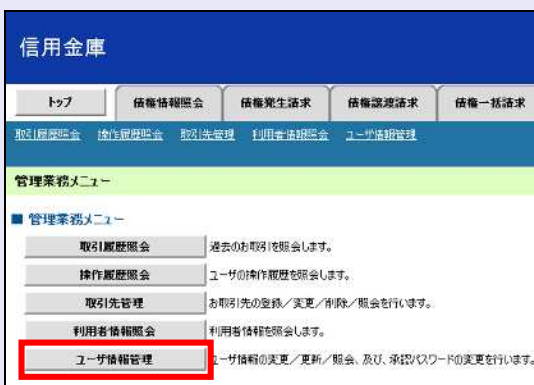 信用金庫
トップ 債権情報照会 債権発生請求 債権譲渡請求 債権一括請求
取引履歴照会 操作履歴照会 取引先管理 利用者情報照会 ユーザ情報管理
管理業務メニュー
■ 管理業務メニュー
取引履歴照会 過去のお取引を照会します。
操作履歴照会 ユーザの操作履歴を照会します。
取引先管理 お取引先の登録／変更／削除／照会を行います。
利用者情報照会 利用者情報を照会します。
ユーザ情報管理 ユーザ情報の変更／更新／照会、及び、承認パスワードの変更を行います。